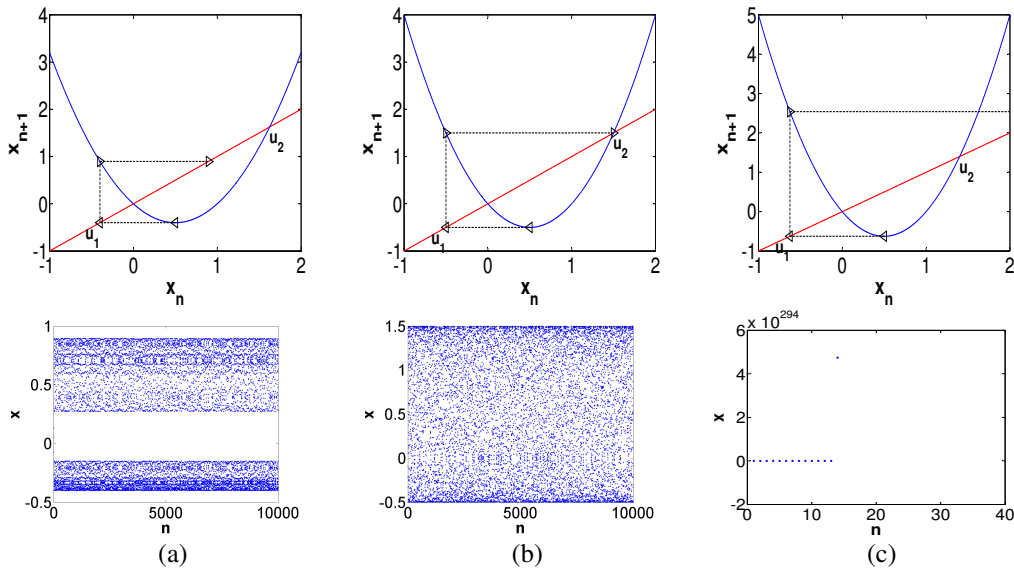 4
3
2
1
0
-1
-1 0 1 2
x_{n+1}
x_n
u_1
u_2
4
3
2
1
0
-1
-1 0 1 2
x_{n+1}
x_n
u_1
u_2
5
4
3
2
1
0
-1
-1 0 1 2
x_{n+1}
x_n
u_1
u_2
1
0.5
0
-0.5
0 5000 10000
x
n
(a)
1.5
1
0.5
0
-0.5
0 5000 10000
x
n
(b)
x 10^{294}
6
4
2
0
-2
0 10 20 30 40
x
n
(c)